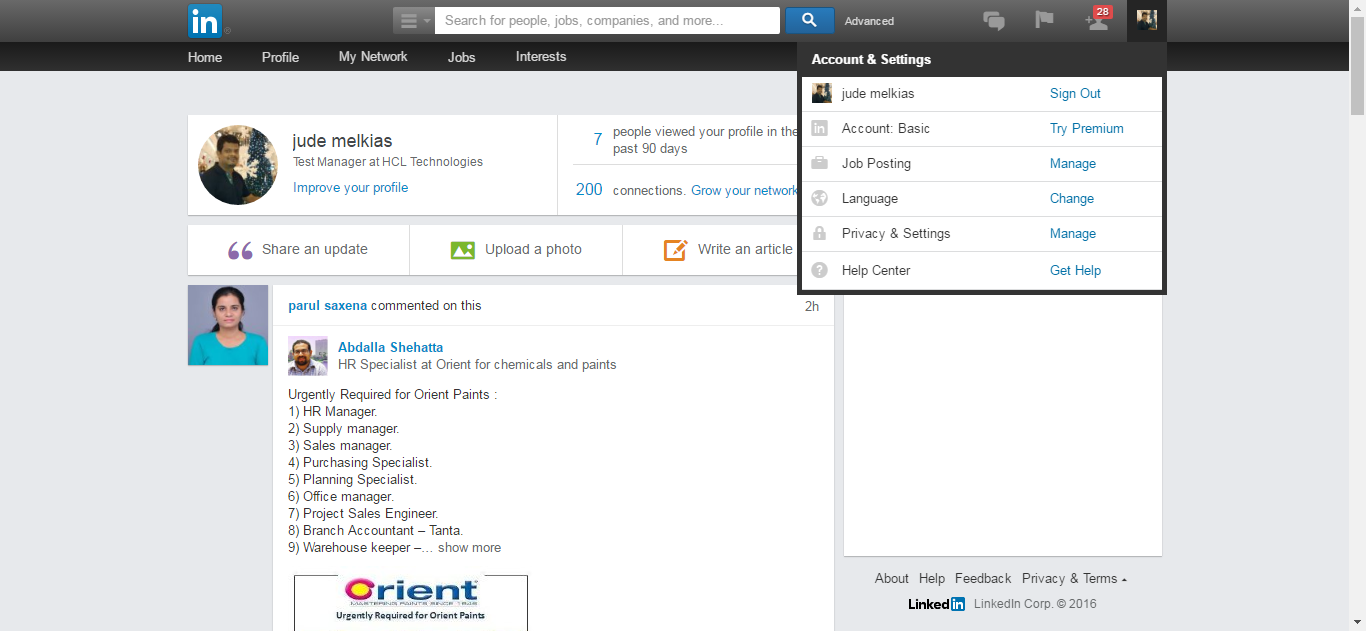 in ®
Search for people, jobs, companies, and more...
Advanced
28
Home Profile My Network Jobs Interests
Account & Settings
jude melkias Sign Out
in Account: Basic Try Premium
Job Posting Manage
Language Change
Privacy & Settings Manage
? Help Center Get Help
jude melkias
Test Manager at HCL Technologies
Improve your profile
7 people viewed your profile in the
past 90 days
200 connections. Grow your network
Share an update Upload a photo Write an article
parul saxena commented on this 2h
Abdalla Shehatta
HR Specialist at Orient for chemicals and paints
Urgently Required for Orient Paints :
1) HR Manager.
2) Supply manager.
3) Sales manager.
4) Purchasing Specialist.
5) Planning Specialist.
6) Office manager.
7) Project Sales Engineer.
8) Branch Accountant – Tanta.
9) Warehouse keeper –... show more
Orient
MASTERING PAINTS SINCE 1946
Urgently Required for Orient Paints
About Help Feedback Privacy & Terms
Linked in LinkedIn Corp. © 2016